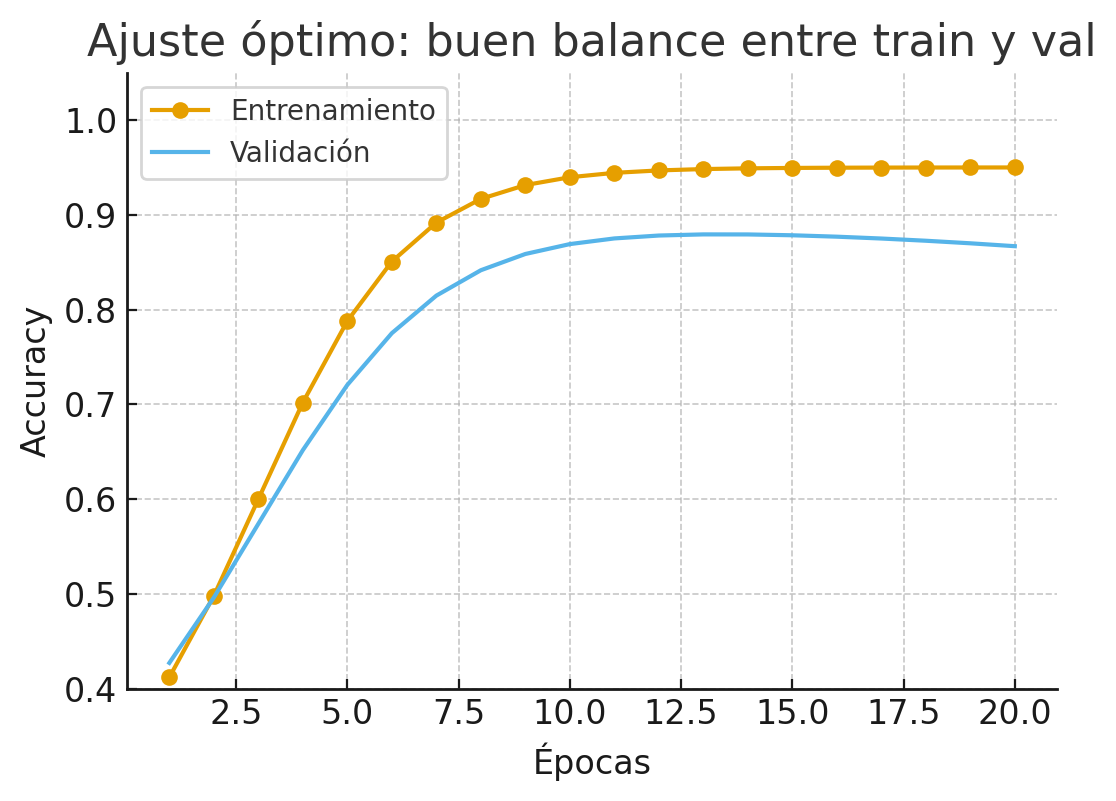 Ajuste óptimo: buen balance entre train y val
Entrenamiento
Validación
Accuracy
1.0
0.9
0.8
0.7
0.6
0.5
0.4
2.5 5.0 7.5 10.0 12.5 15.0 17.5 20.0
Épocas